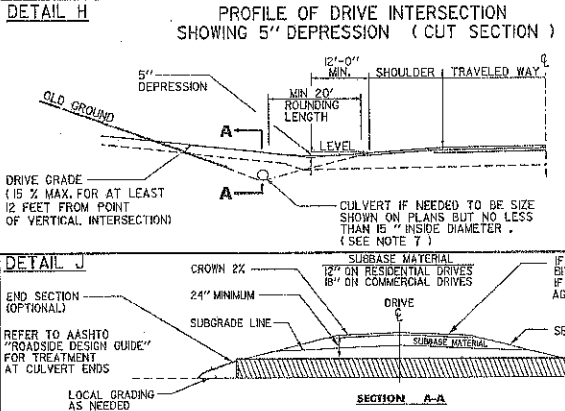 DETAIL H
PROFILE OF DRIVE INTERSECTION
SHOWING 5" DEPRESSION ( CUT SECTION )
℄
12'-0"
MIN.
SHOULDER
TRAVELED WAY
5"
DEPRESSION
MIN 20'
ROUNDING
LENGTH
OLD GROUND
A
LEVEL
A
DRIVE GRADE
(15 % MAX. FOR AT LEAST
12 FEET FROM POINT
OF VERTICAL INTERSECTION)
CULVERT IF NEEDED TO BE SIZE
SHOWN ON PLANS BUT NO LESS
THAN 15 " INSIDE DIAMETER .
( SEE NOTE 7 )
DETAIL J
SUBBASE MATERIAL
12" ON RESIDENTIAL DRIVES
18" ON COMMERCIAL DRIVES
CROWN 2%
IF
BI
IF
AG
END SECTION
(OPTIONAL)
24" MINIMUM
DRIVE
℄
SUBGRADE LINE
SE
SUBBASE MATERIAL
REFER TO AASHTO
"ROADSIDE DESIGN GUIDE"
FOR TREATMENT
AT CULVERT ENDS
LOCAL GRADING
AS NEEDED
SECTION A-A